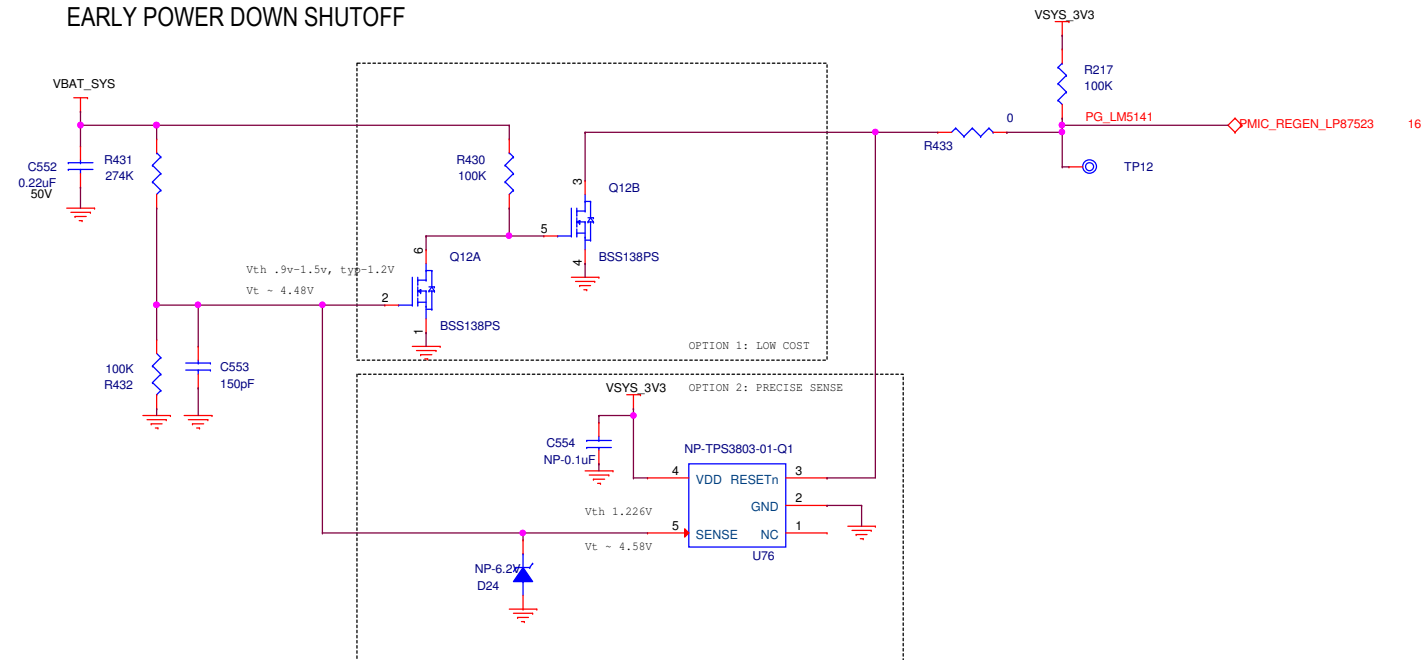 EARLY POWER DOWN SHUTOFF
VSYS_3V3
R217
100K
VBAT_SYS
0
PG_LM5141
PMIC_REGEN_LP87523
16
R433
TP12
C552
0.22uF
50V
R431
274K
R430
100K
3
Q12B
5
BSS138PS
4
6
Q12A
Vth .9v-1.5v, typ-1.2V
Vt ~ 4.48V
2
BSS138PS
1
OPTION 1: LOW COST
100K
R432
C553
150pF
VSYS_3V3
OPTION 2: PRECISE SENSE
C554
NP-0.1uF
NP-TPS3803-01-Q1
4
VDD
RESETn
3
GND
2
Vth 1.226V
5
SENSE
NC
1
Vt ~ 4.58V
U76
NP-6.2V
D24